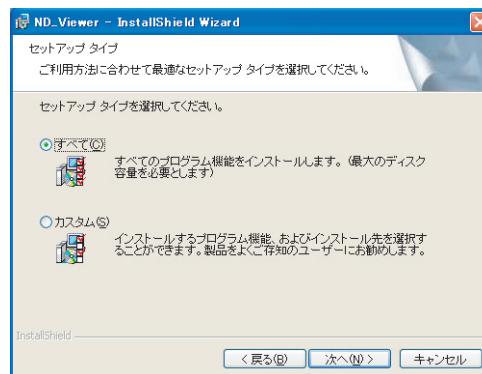 ND_Viewer - InstallShield Wizard
セットアップ タイプ
ご利用方法に合わせて最適なセットアップ タイプを選択してください。
セットアップ タイプを選択してください。
すべて(C)
すべてのプログラム機能をインストールします。(最大のディスク
容量を必要とします)
カスタム(S)
インストールするプログラム機能、およびインストール先を選択す
ることができます。製品をよくご存知のユーザーにお勧めします。
InstallShield
< 戻る(B) 次へ(N) > キャンセル